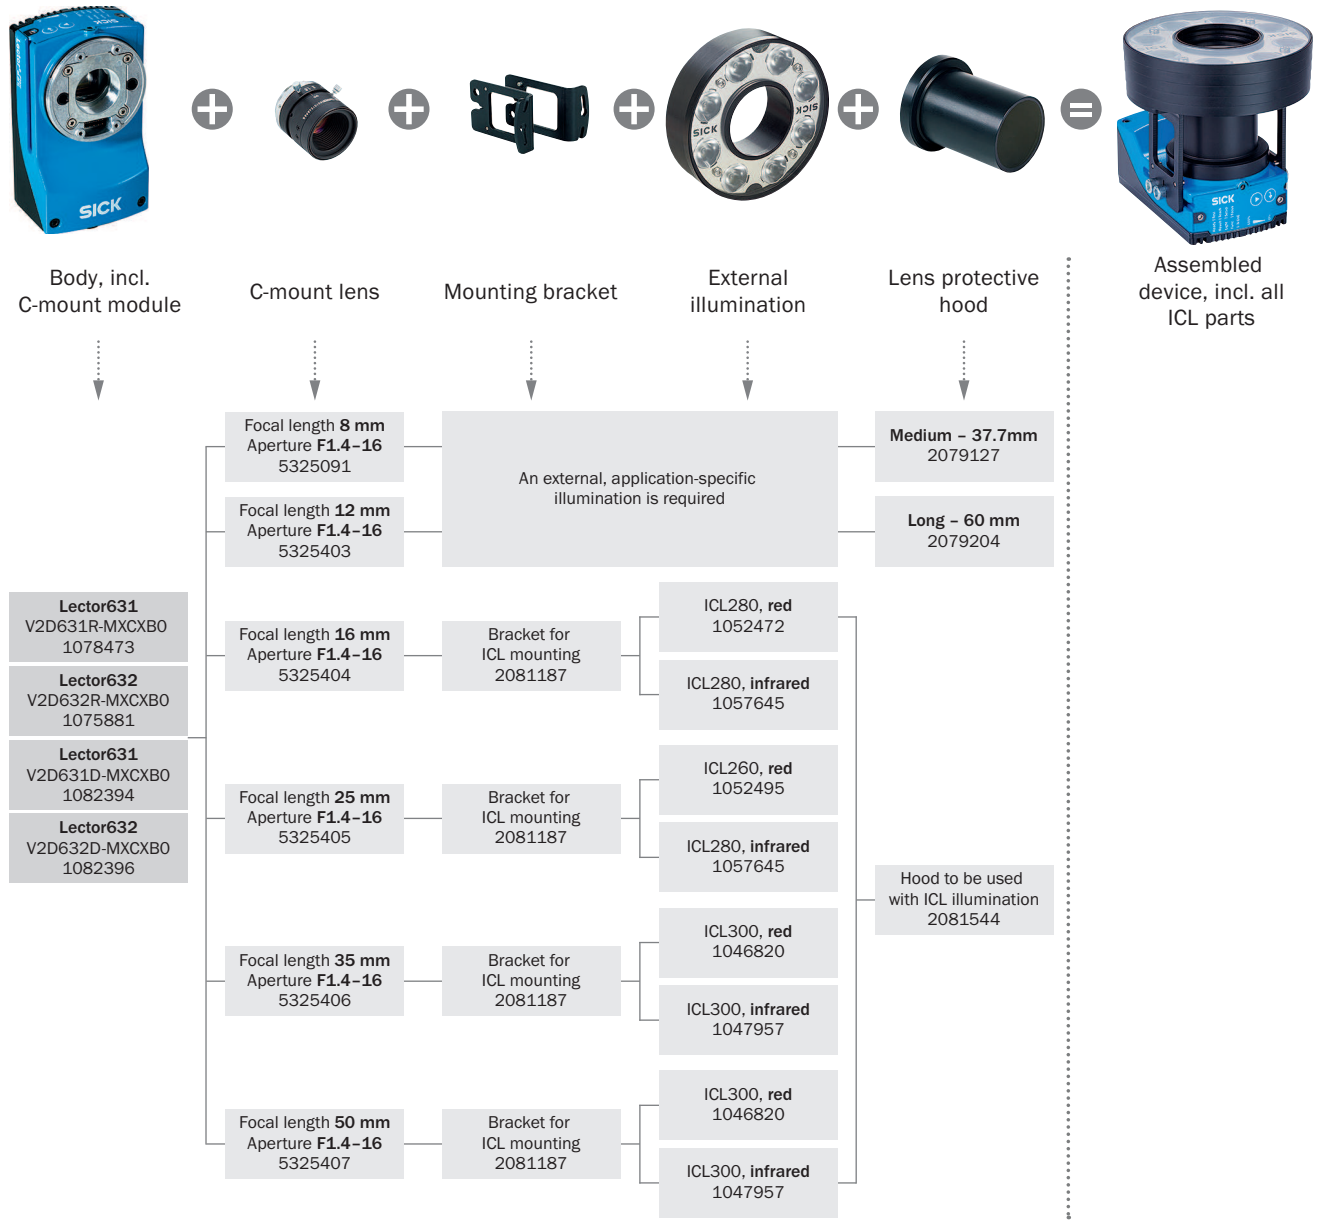 SICK
SICK
SICK
SICK
Body, incl.
C-mount module
C-mount lens
Mounting bracket
External
illumination
Lens protective
hood
Assembled
device, incl. all
ICL parts
Focal length 8 mm
Aperture F1.4–16
5325091
An external, application-specific
illumination is required
Medium – 37.7mm
2079127
Focal length 12 mm
Aperture F1.4–16
5325403
Long – 60 mm
2079204
Lector631
V2D631R-MXCXB0
1078473
Lector632
V2D632R-MXCXB0
1075881
Lector631
V2D631D-MXCXB0
1082394
Lector632
V2D632D-MXCXB0
1082396
Focal length 16 mm
Aperture F1.4–16
5325404
Bracket for
ICL mounting
2081187
ICL280, red
1052472
ICL280, infrared
1057645
Focal length 25 mm
Aperture F1.4–16
5325405
Bracket for
ICL mounting
2081187
ICL260, red
1052495
ICL280, infrared
1057645
Hood to be used
with ICL illumination
2081544
Focal length 35 mm
Aperture F1.4–16
5325406
Bracket for
ICL mounting
2081187
ICL300, red
1046820
ICL300, infrared
1047957
Focal length 50 mm
Aperture F1.4–16
5325407
Bracket for
ICL mounting
2081187
ICL300, red
1046820
ICL300, infrared
1047957